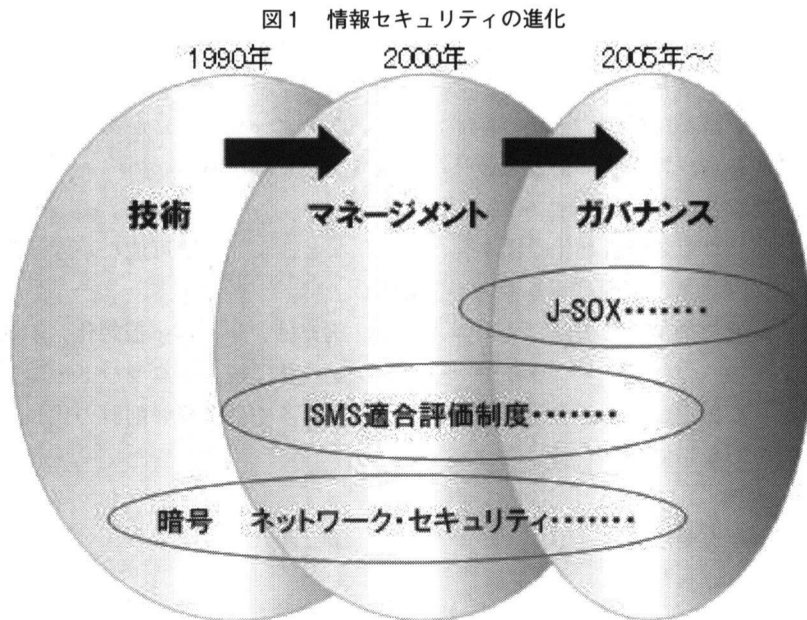 図1 情報セキュリティの進化
1990年 2000年 2005年～
技術 マネージメント ガバナンス
J-SOX・・・・・・・
ISMS適合評価制度・・・・・・・
暗号 ネットワーク・セキュリティ・・・・・・・